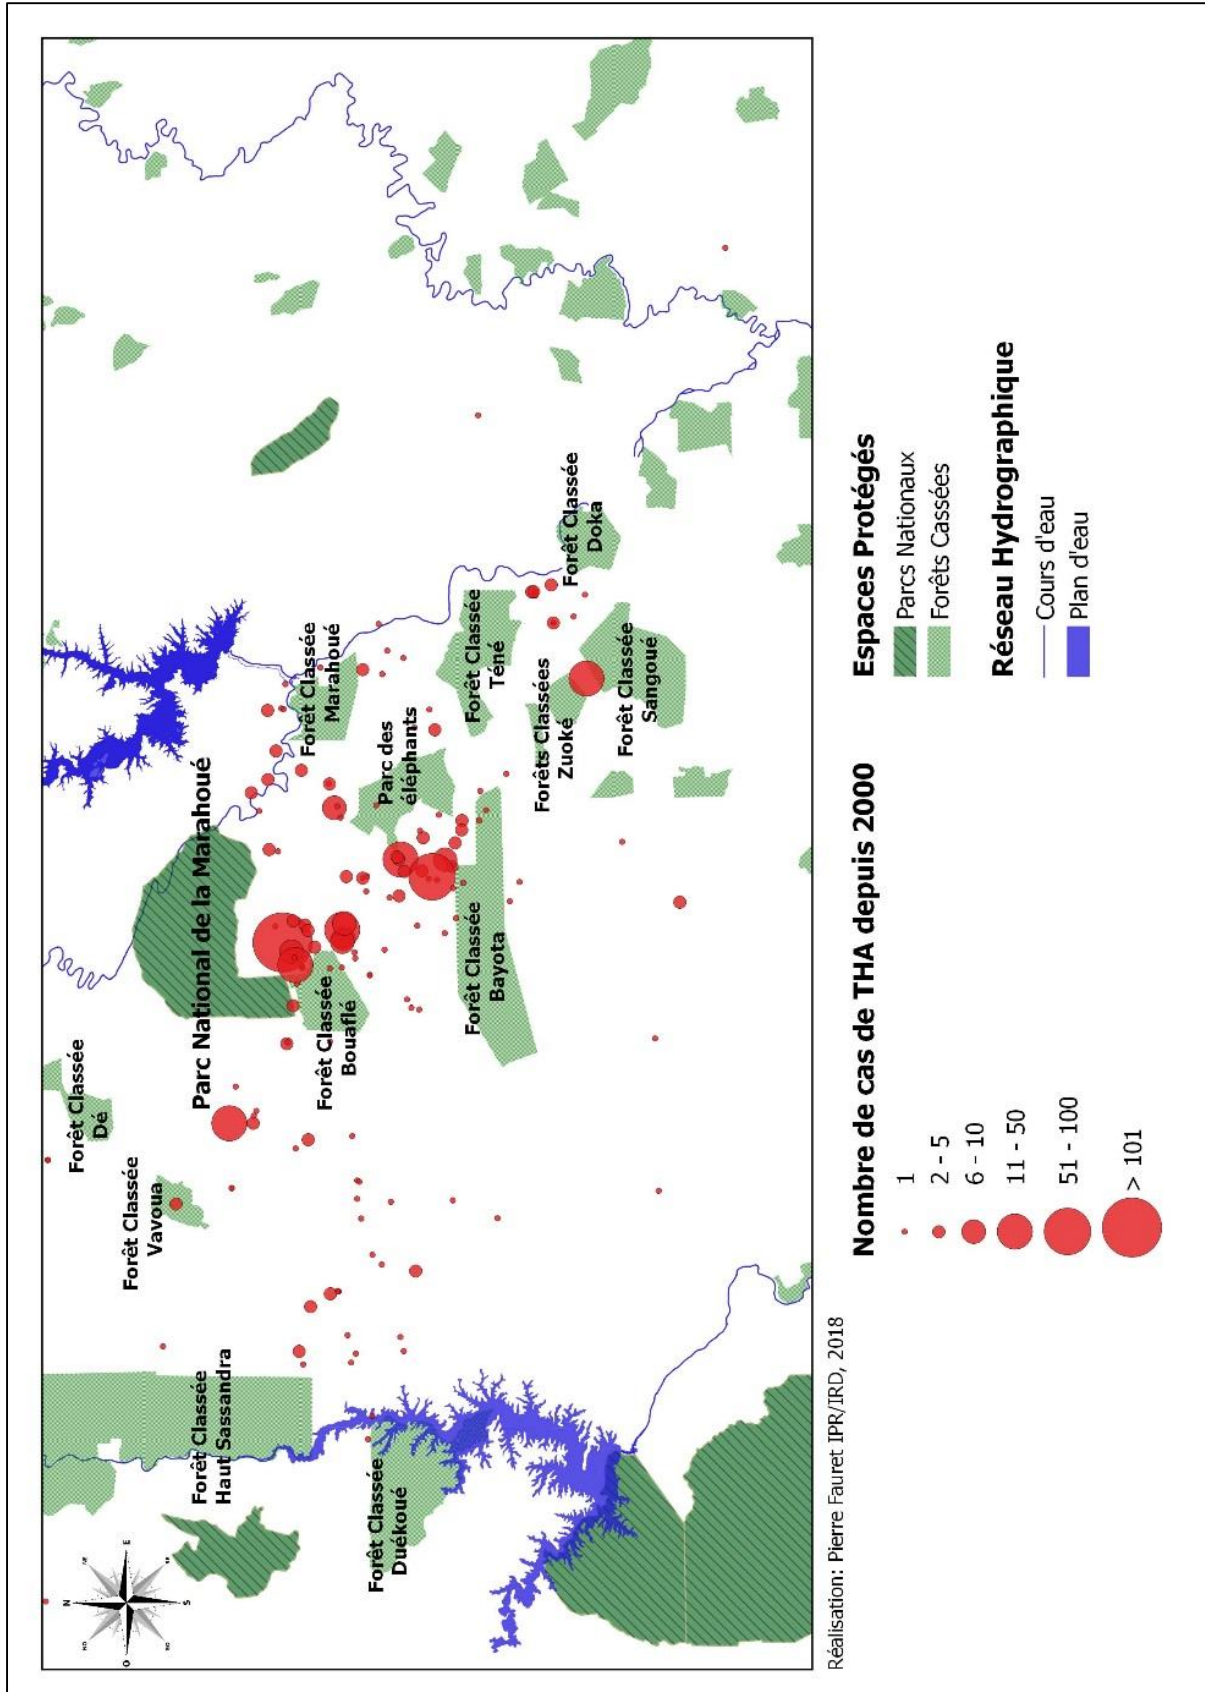 N
NE
E
SE
S
SO
O
NO
Forêt Classée
Dé
Forêt Classée
Vavoua
Parc National de la Marahoué
Forêt Classée
Haut Sassandra
Forêt Classée
Marahoué
Forêt Classée
Bouaflé
Parc des
éléphants
Forêt Classée
Duékoué
Forêt Classée
Téné
Forêt Classée
Bayota
Forêts Classées
Zuoké
Forêt Classée
Doka
Forêt Classée
Sangoué
Réalisation: Pierre Fauret IPR/IRD, 2018
Nombre de cas de THA depuis 2000
1
2 - 5
6 - 10
11 - 50
51 - 100
> 101
Espaces Protégés
Parcs Nationaux
Forêts Cassées
Réseau Hydrographique
Cours d'eau
Plan d'eau